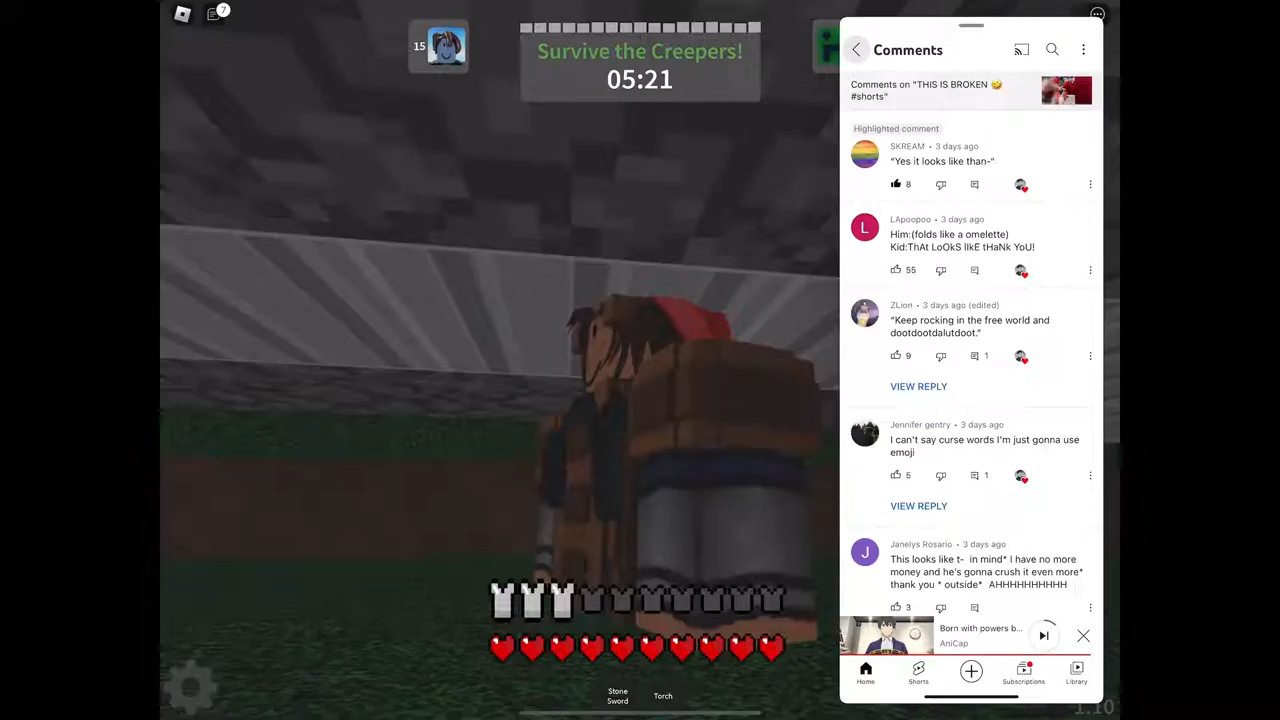 7
15
Survive the Creepers!
05:21
Stone
Sword
Torch
1.10
Comments
Comments on "THIS IS BROKEN 🤣
#shorts"
Highlighted comment
SKREAM • 3 days ago
"Yes it looks like than-"
8
L
LApoopoo • 3 days ago
Him:(folds like a omelette)
Kid:ThAt LoOkS lIkE tHaNk YoU!
55
ZLion • 3 days ago (edited)
"Keep rocking in the free world and
dootdootdalutdoot."
9
1
VIEW REPLY
Jennifer gentry • 3 days ago
I can't say curse words I'm just gonna use
emoji
5
1
VIEW REPLY
J
Janelys Rosario • 3 days ago
This looks like t- in mind* I have no more
money and he's gonna crush it even more*
thank you * outside* AHHHHHHHHHH
3
Born with powers b...
AniCap
Home
Shorts
Subscriptions
Library